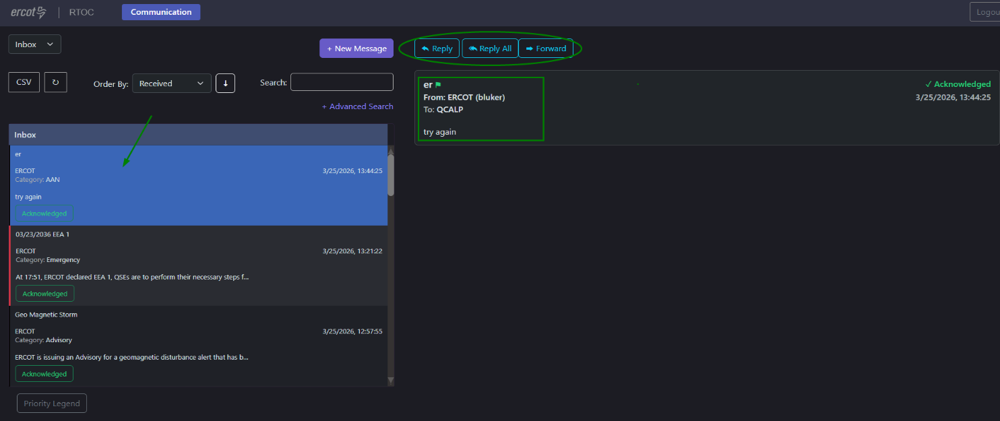 ercot
RTOC
Communication
Logou
Inbox
+ New Message
Reply
Reply All
Forward
CSV
Order By:
Received
Search:
+ Advanced Search
Inbox
er
ERCOT
3/25/2026, 13:44:25
Category: AAN
try again
Acknowledged
03/23/2036 EEA 1
ERCOT
3/25/2026, 13:21:22
Category: Emergency
At 17:51, ERCOT declared EEA 1, QSEs are to perform their necessary steps f...
Acknowledged
Geo Magnetic Storm
ERCOT
3/25/2026, 12:57:55
Category: Advisory
ERCOT is issuing an Advisory for a geomagnetic disturbance alert that has b...
Acknowledged
Priority Legend
er
✓ Acknowledged
From: ERCOT (bluker)
3/25/2026, 13:44:25
To: QCALP
try again